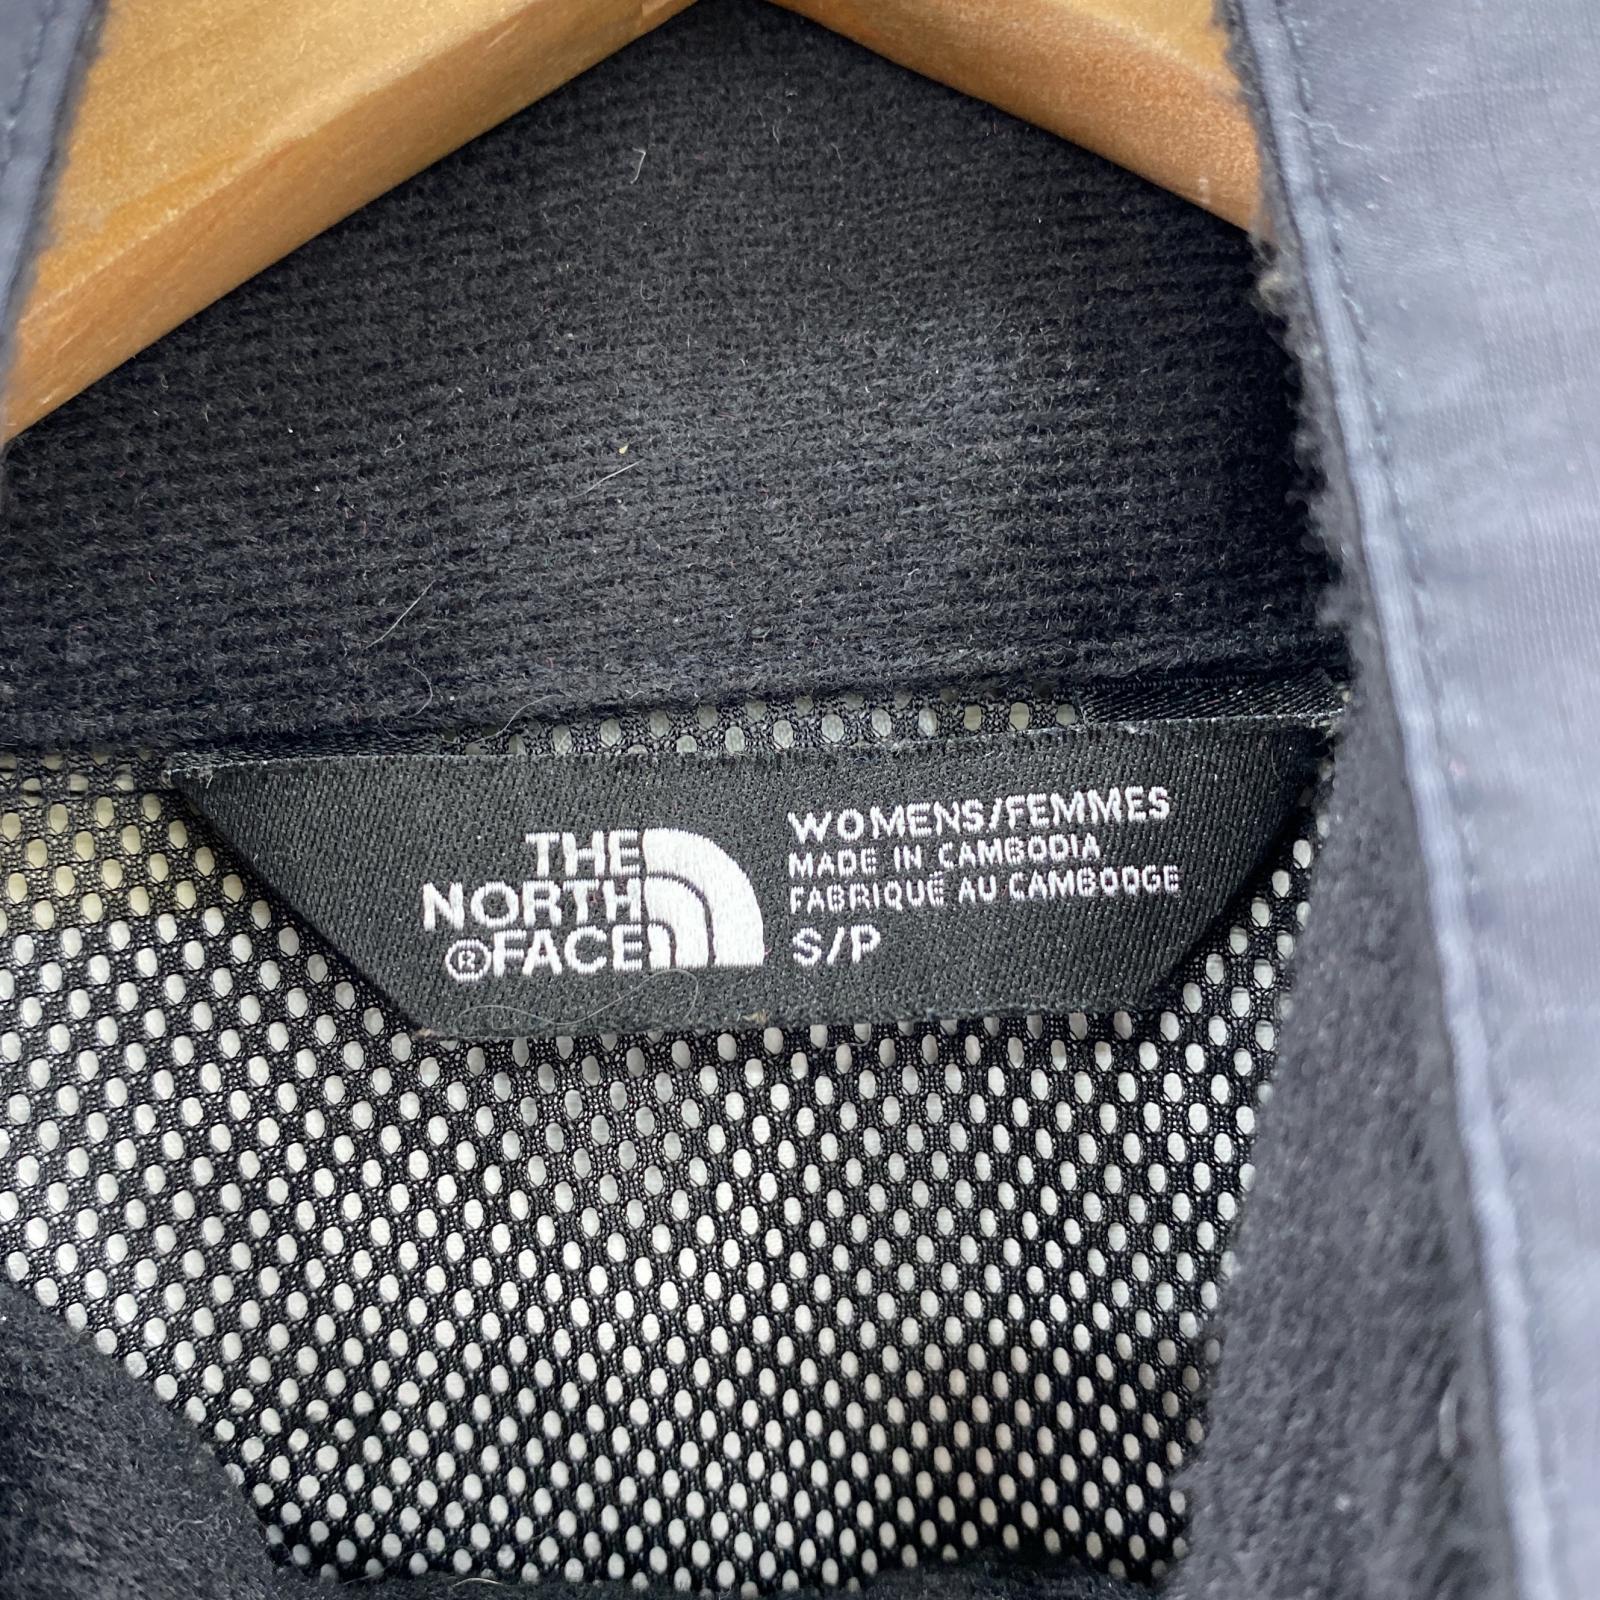 THE
NORTH
®FACE
WOMENS/FEMMES
MADE IN CAMBODIA
FABRIQUÉ AU CAMBODGE
S/P